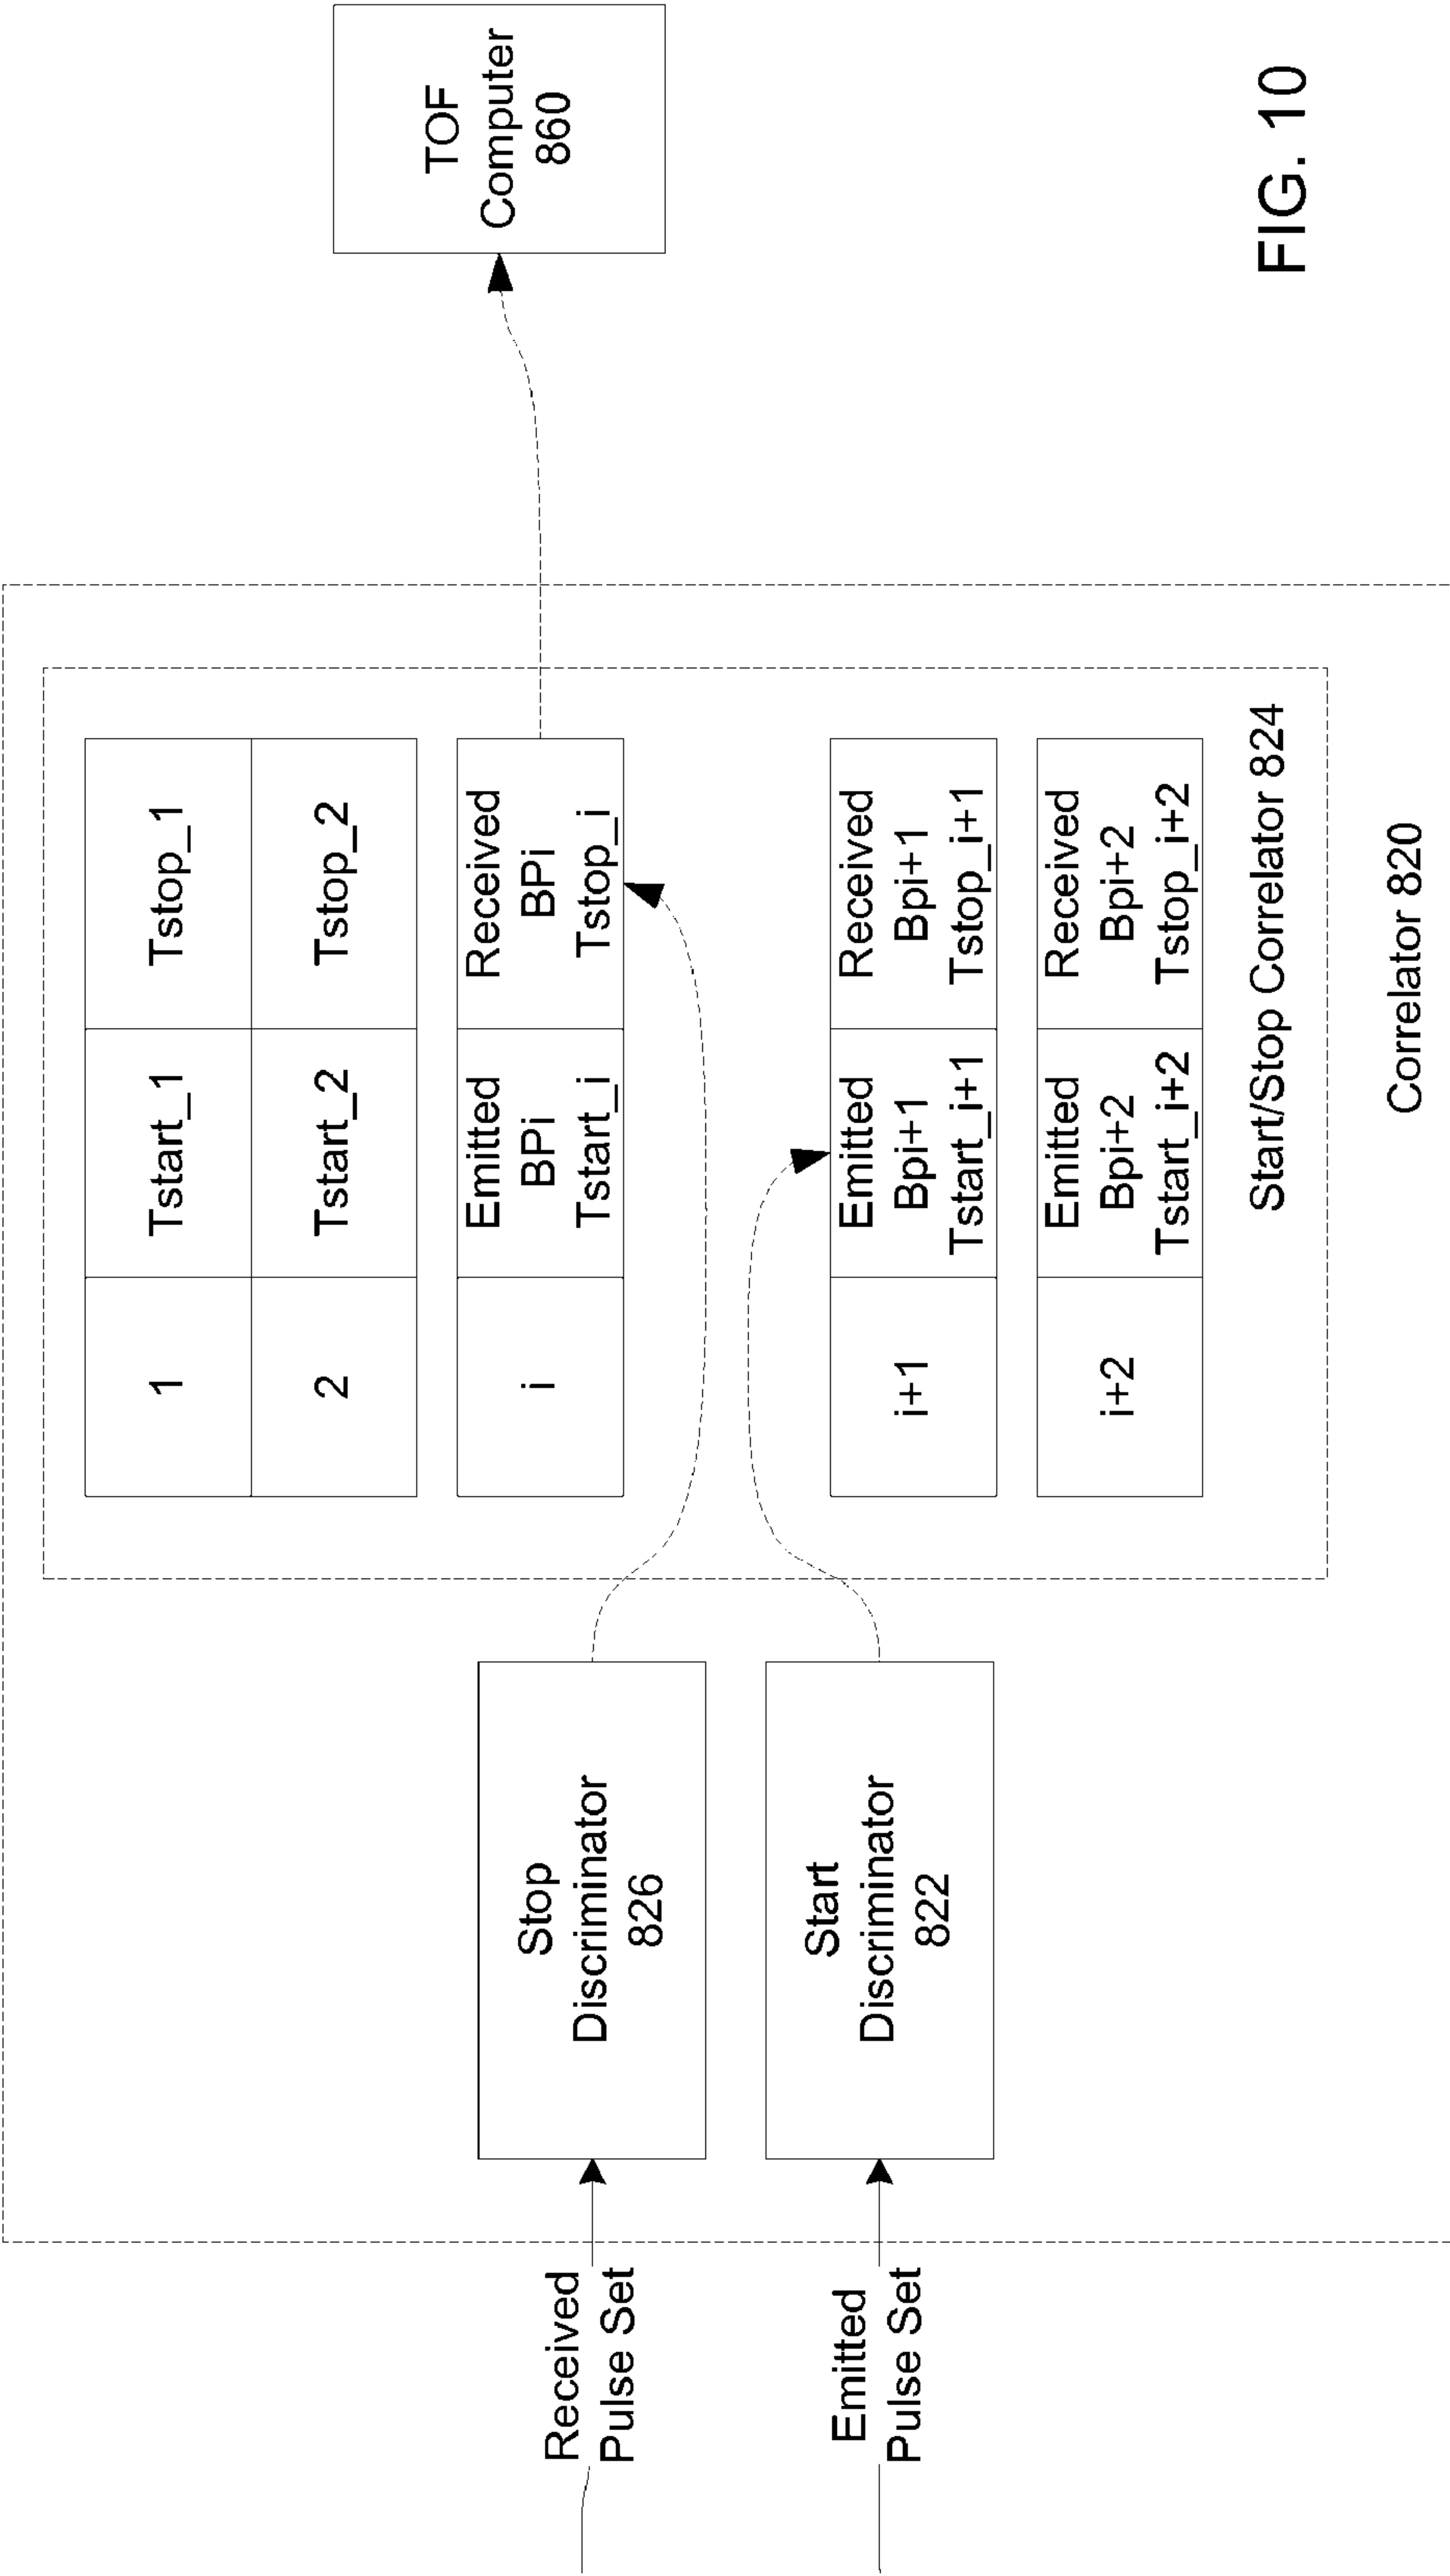 Received
Pulse Set
Emitted
Pulse Set
Stop
Discriminator
826
Start
Discriminator
822
1
Tstart_1
Tstop_1
2
Tstart_2
Tstop_2
i
Emitted
BPi
Tstart_i
Received
BPi
Tstop_i
i+1
Emitted
Bpi+1
Tstart_i+1
Received
Bpi+1
Tstop_i+1
i+2
Emitted
Bpi+2
Tstart_i+2
Received
Bpi+2
Tstop_i+2
Start/Stop Correlator 824
Correlator 820
TOF
Computer
860
FIG. 10